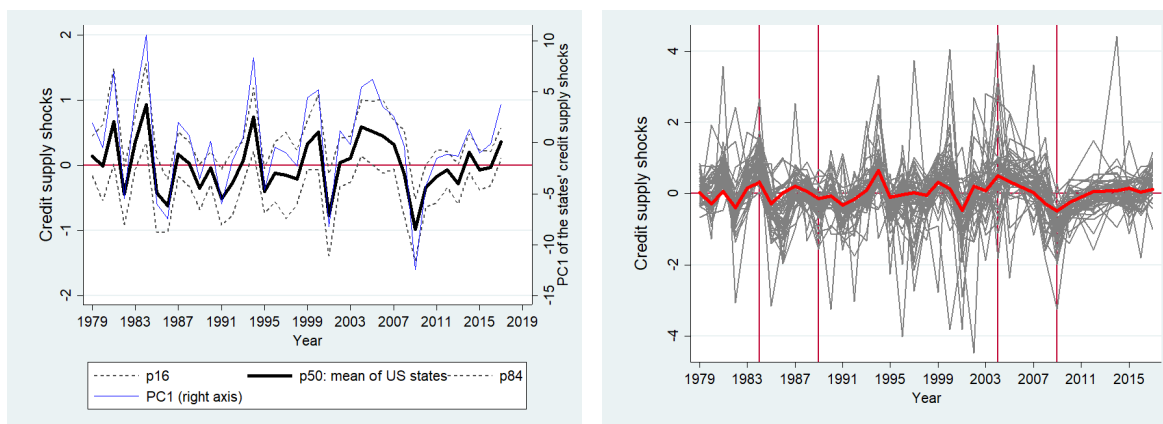 Credit supply shocks
2
1
0
-1
-2
PC1 of the states' credit supply shocks
10
5
0
-5
-10
-15
1979 1983 1987 1991 1995 1999 2003 2007 2011 2015 2019
Year
p16 p50: mean of US states p84
PC1 (right axis)
Credit supply shocks
4
2
0
-2
-4
1979 1983 1987 1991 1995 1999 2003 2007 2011 2015
Year